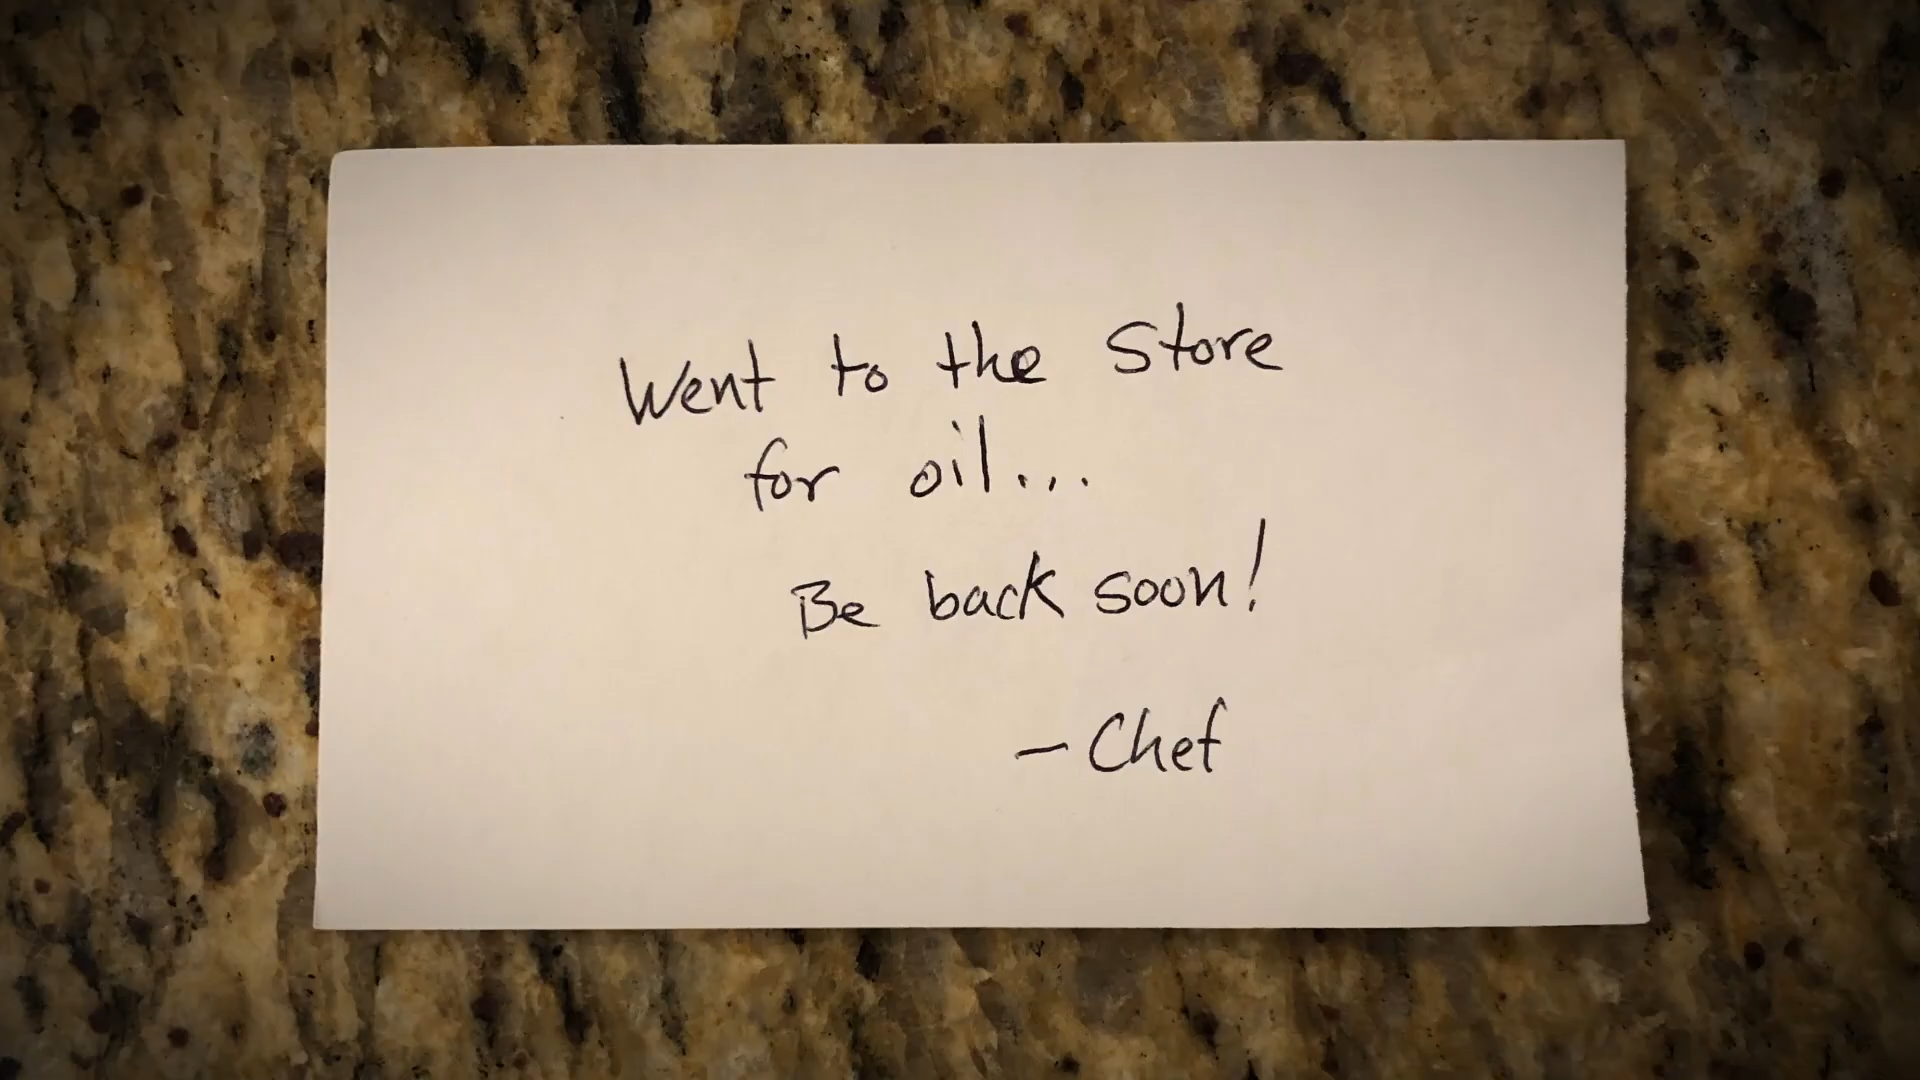 Went to the Store
for oil...
Be back soon!
- Chef